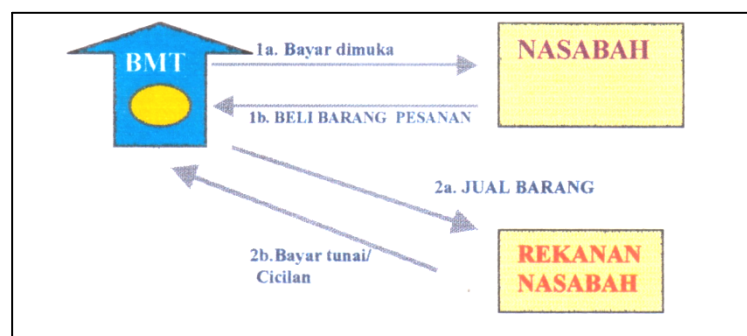 BMT
1a. Bayar dimuka
NASABAH
1b. BELI BARANG PESANAN
2a. JUAL BARANG
2b.Bayar tunai/
Cicilan
REKANAN
NASABAH